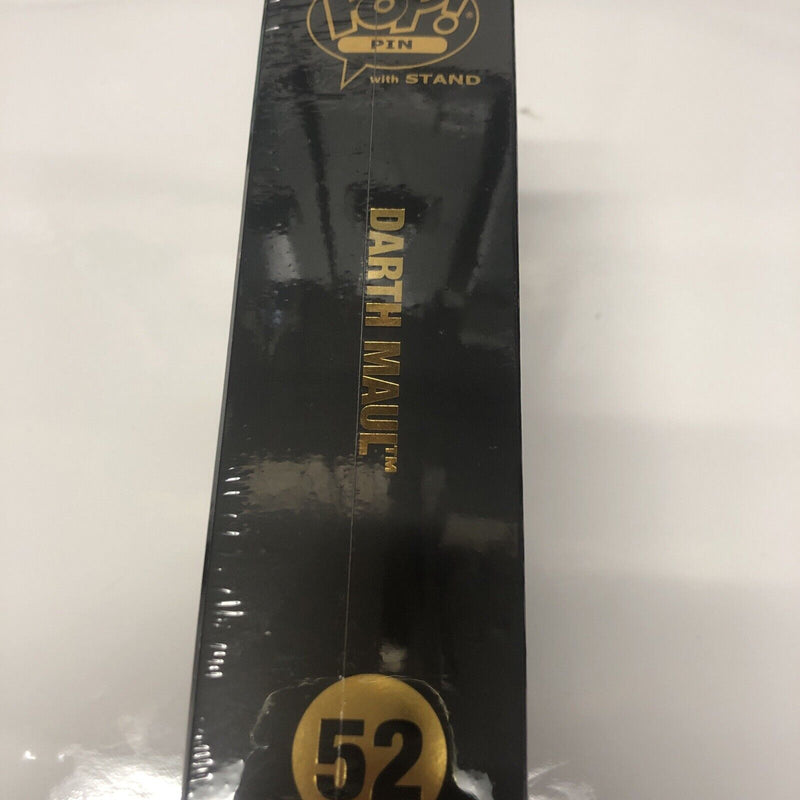 POP!®
PIN
with STAND
DARTH MAUL™
52